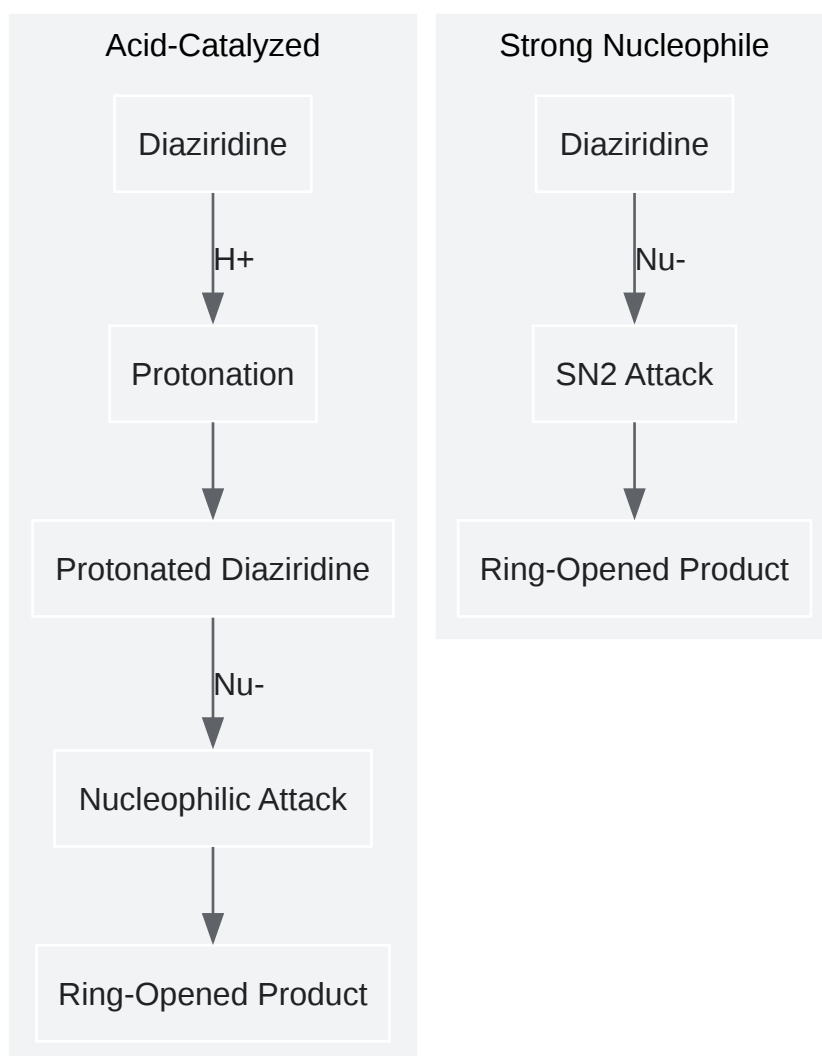 Acid-Catalyzed
Diaziridine
H+
Protonation
Protonated Diaziridine
Nu-
Nucleophilic Attack
Ring-Opened Product
Strong Nucleophile
Diaziridine
Nu-
SN2 Attack
Ring-Opened Product